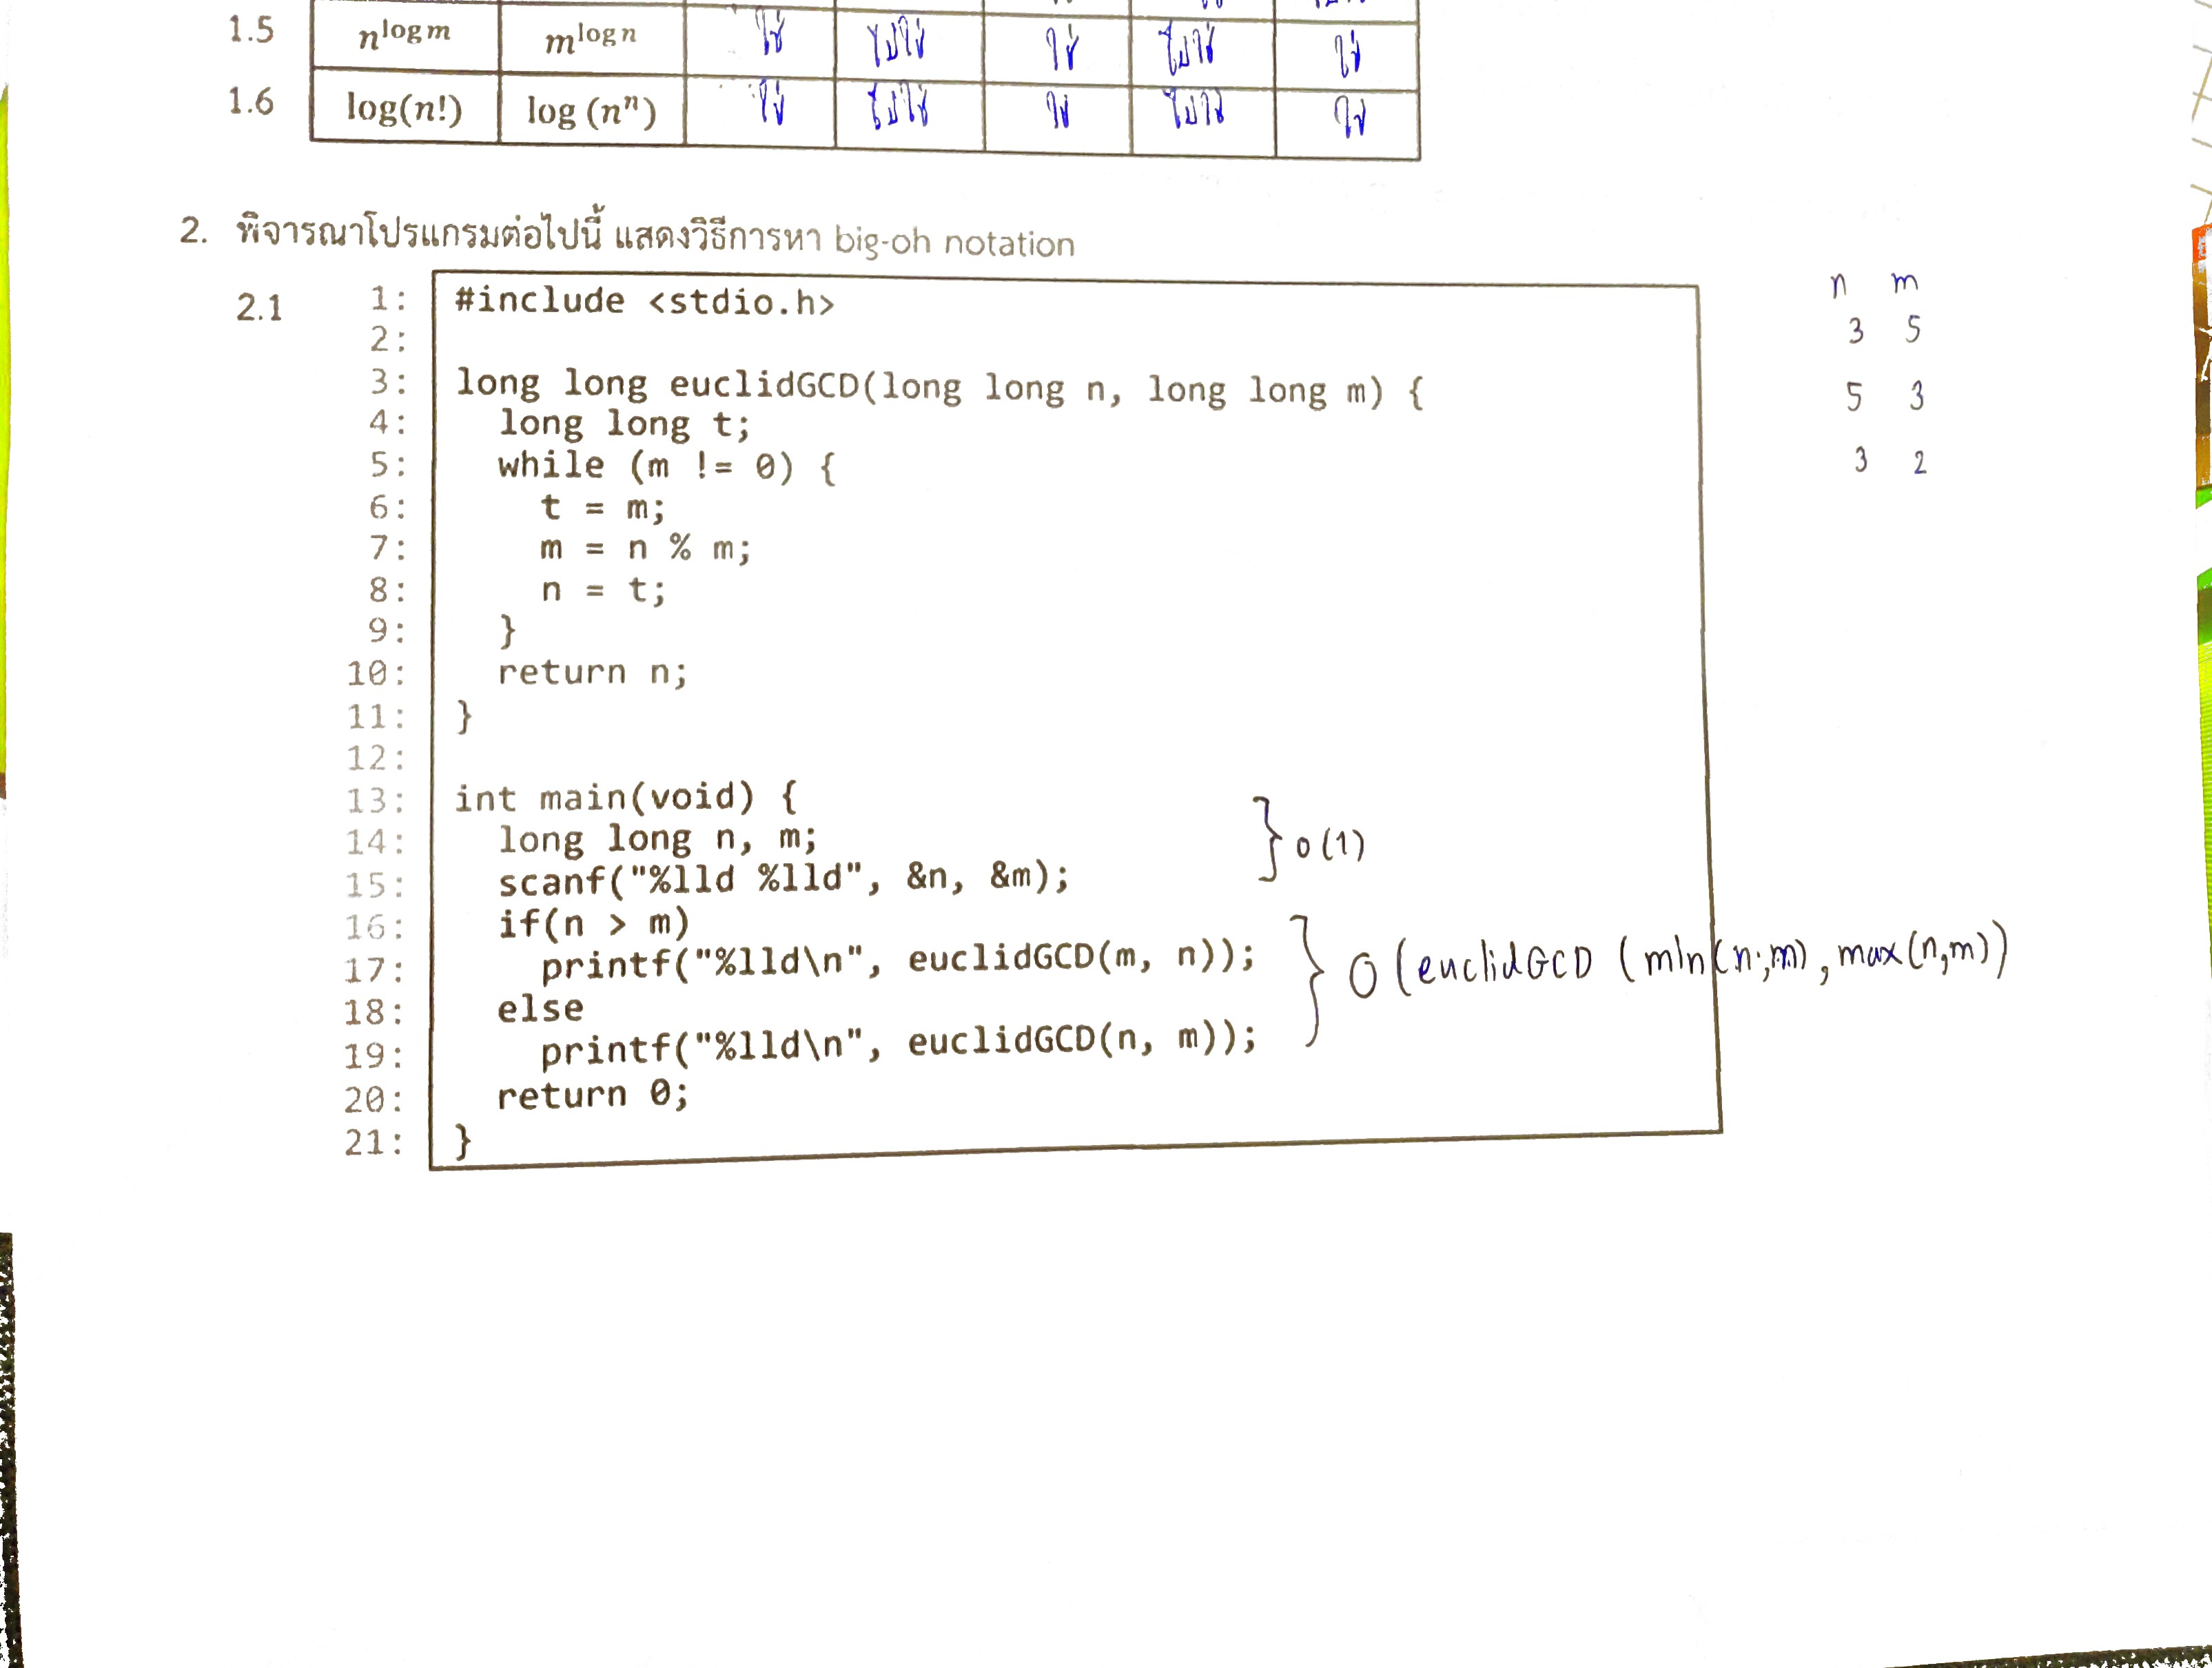 1.5 n^{log m} m^{log n} ใช่ ไม่ใช่ ใช่ ไม่ใช่ ใช่
1.6 log(n!) log (n^n) ใช่ ไม่ใช่ ใช่ ไม่ใช่ ใช่
2. พิจารณาโปรแกรมต่อไปนี้ แสดงวิธีการหา big-oh notation
2.1 1: #include <stdio.h>
2:
3: long long euclidGCD(long long n, long long m) {
4: long long t;
5: while (m != 0) {
6: t = m;
7: m = n % m;
8: n = t;
9: }
10: return n;
11: }
12:
13: int main(void) {
14: long long n, m;
15: scanf("%lld %lld", &n, &m);
16: if(n > m)
17: printf("%lld\n", euclidGCD(m, n));
18: else
19: printf("%lld\n", euclidGCD(n, m));
20: return 0;
21: }
n m
3 5
5 3
3 2
} O(1)
} O(euclidGCD (min(n,m), max(n,m))